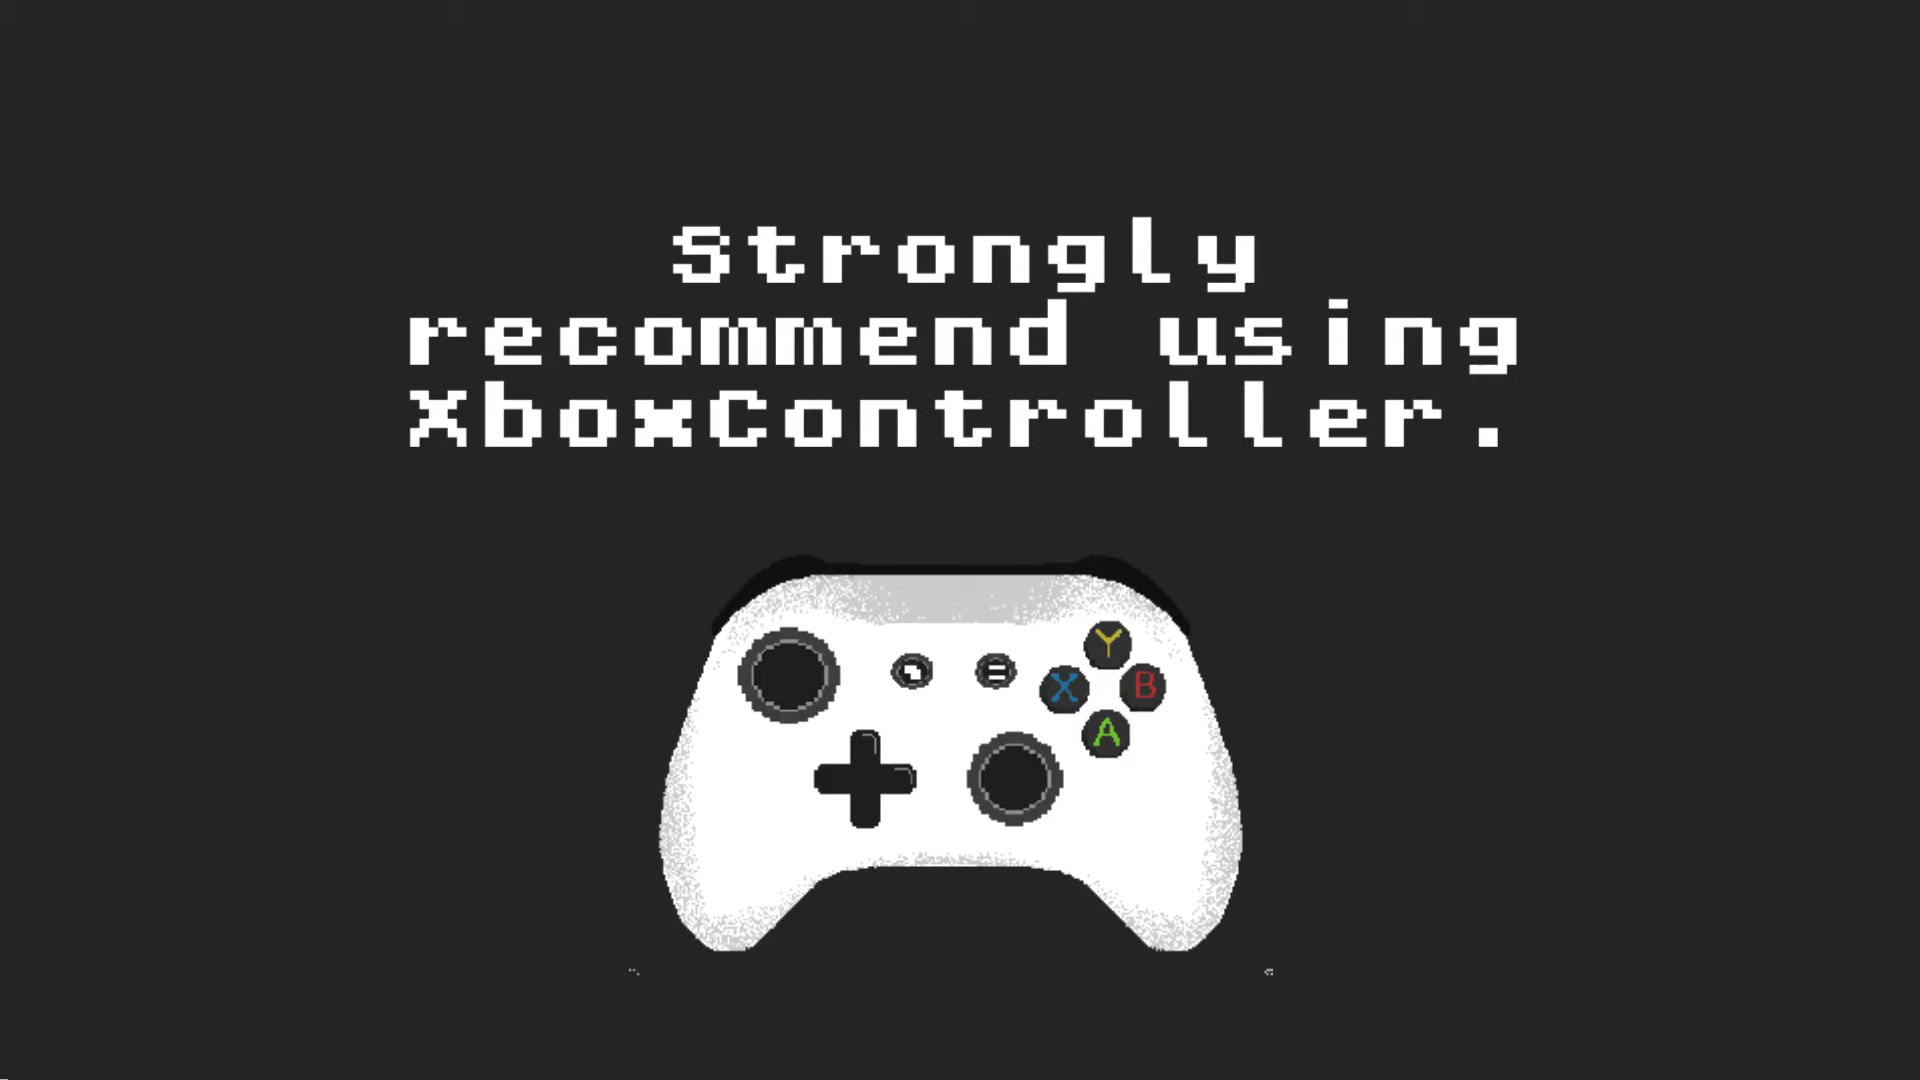 Strongly
recommend using
XboxController.
Y
X B
A